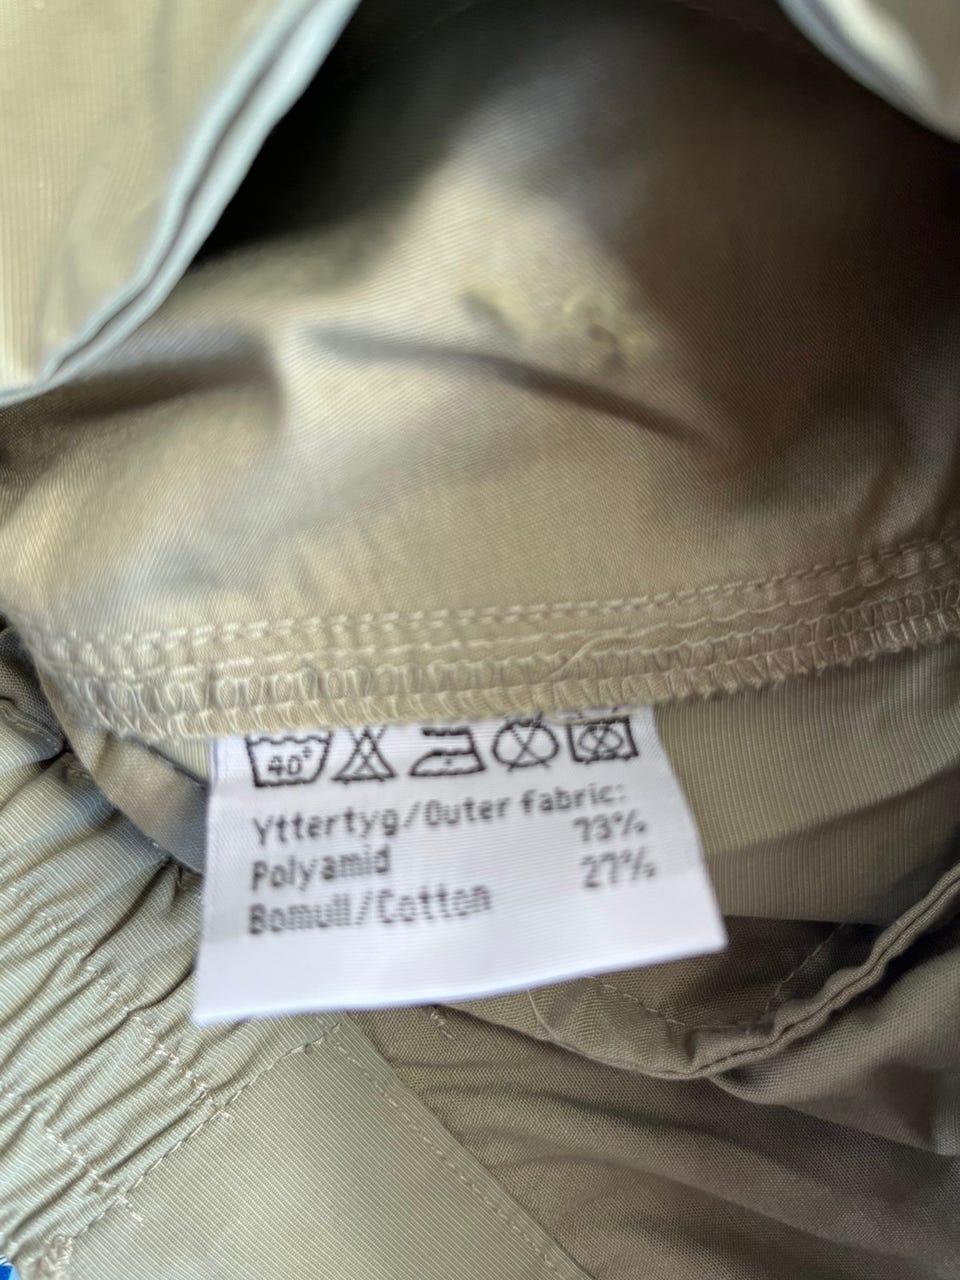 40°
Yttertyg/Outer fabric:
Polyamid 73%
Bomull/Cotton 27%